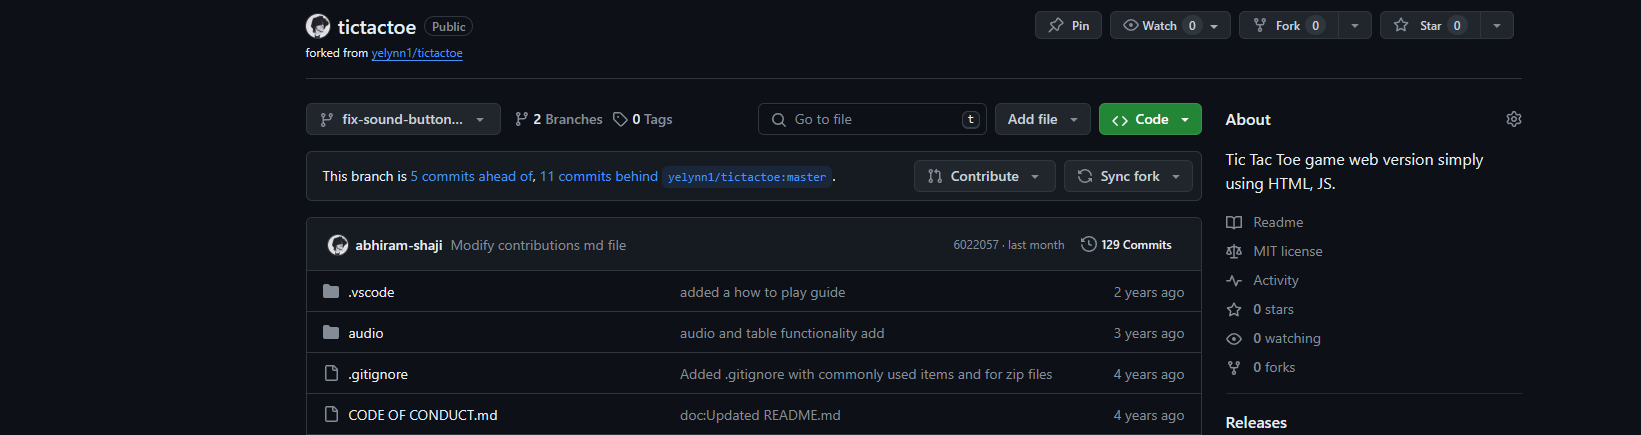 tictactoe Public
Pin Watch 0 Fork 0 Star 0
forked from yelynn1/tictactoe
fix-sound-button... 2 Branches 0 Tags
Go to file t Add file Code
This branch is 5 commits ahead of, 11 commits behind yelynn1/tictactoe:master .
Contribute Sync fork
abhiram-shaji Modify contributions md file 6022057 · last month 129 Commits
.vscode added a how to play guide 2 years ago
audio audio and table functionality add 3 years ago
.gitignore Added .gitignore with commonly used items and for zip files 4 years ago
CODE OF CONDUCT.md doc:Updated README.md 4 years ago
About
Tic Tac Toe game web version simply
using HTML, JS.
Readme
MIT license
Activity
0 stars
0 watching
0 forks
Releases